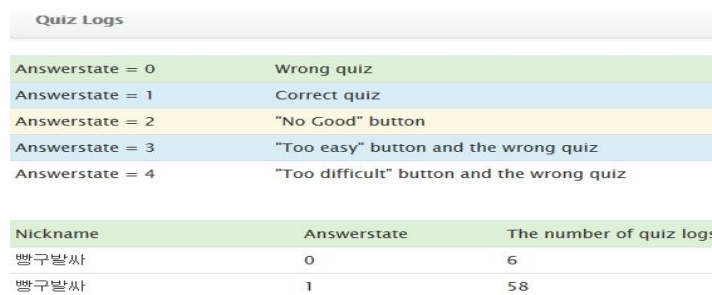 Quiz Logs
Answerstate = 0 Wrong quiz
Answerstate = 1 Correct quiz
Answerstate = 2 "No Good" button
Answerstate = 3 "Too easy" button and the wrong quiz
Answerstate = 4 "Too difficult" button and the wrong quiz
Nickname Answerstate The number of quiz logs
빵구발싸 0 6
빵구발싸 1 58